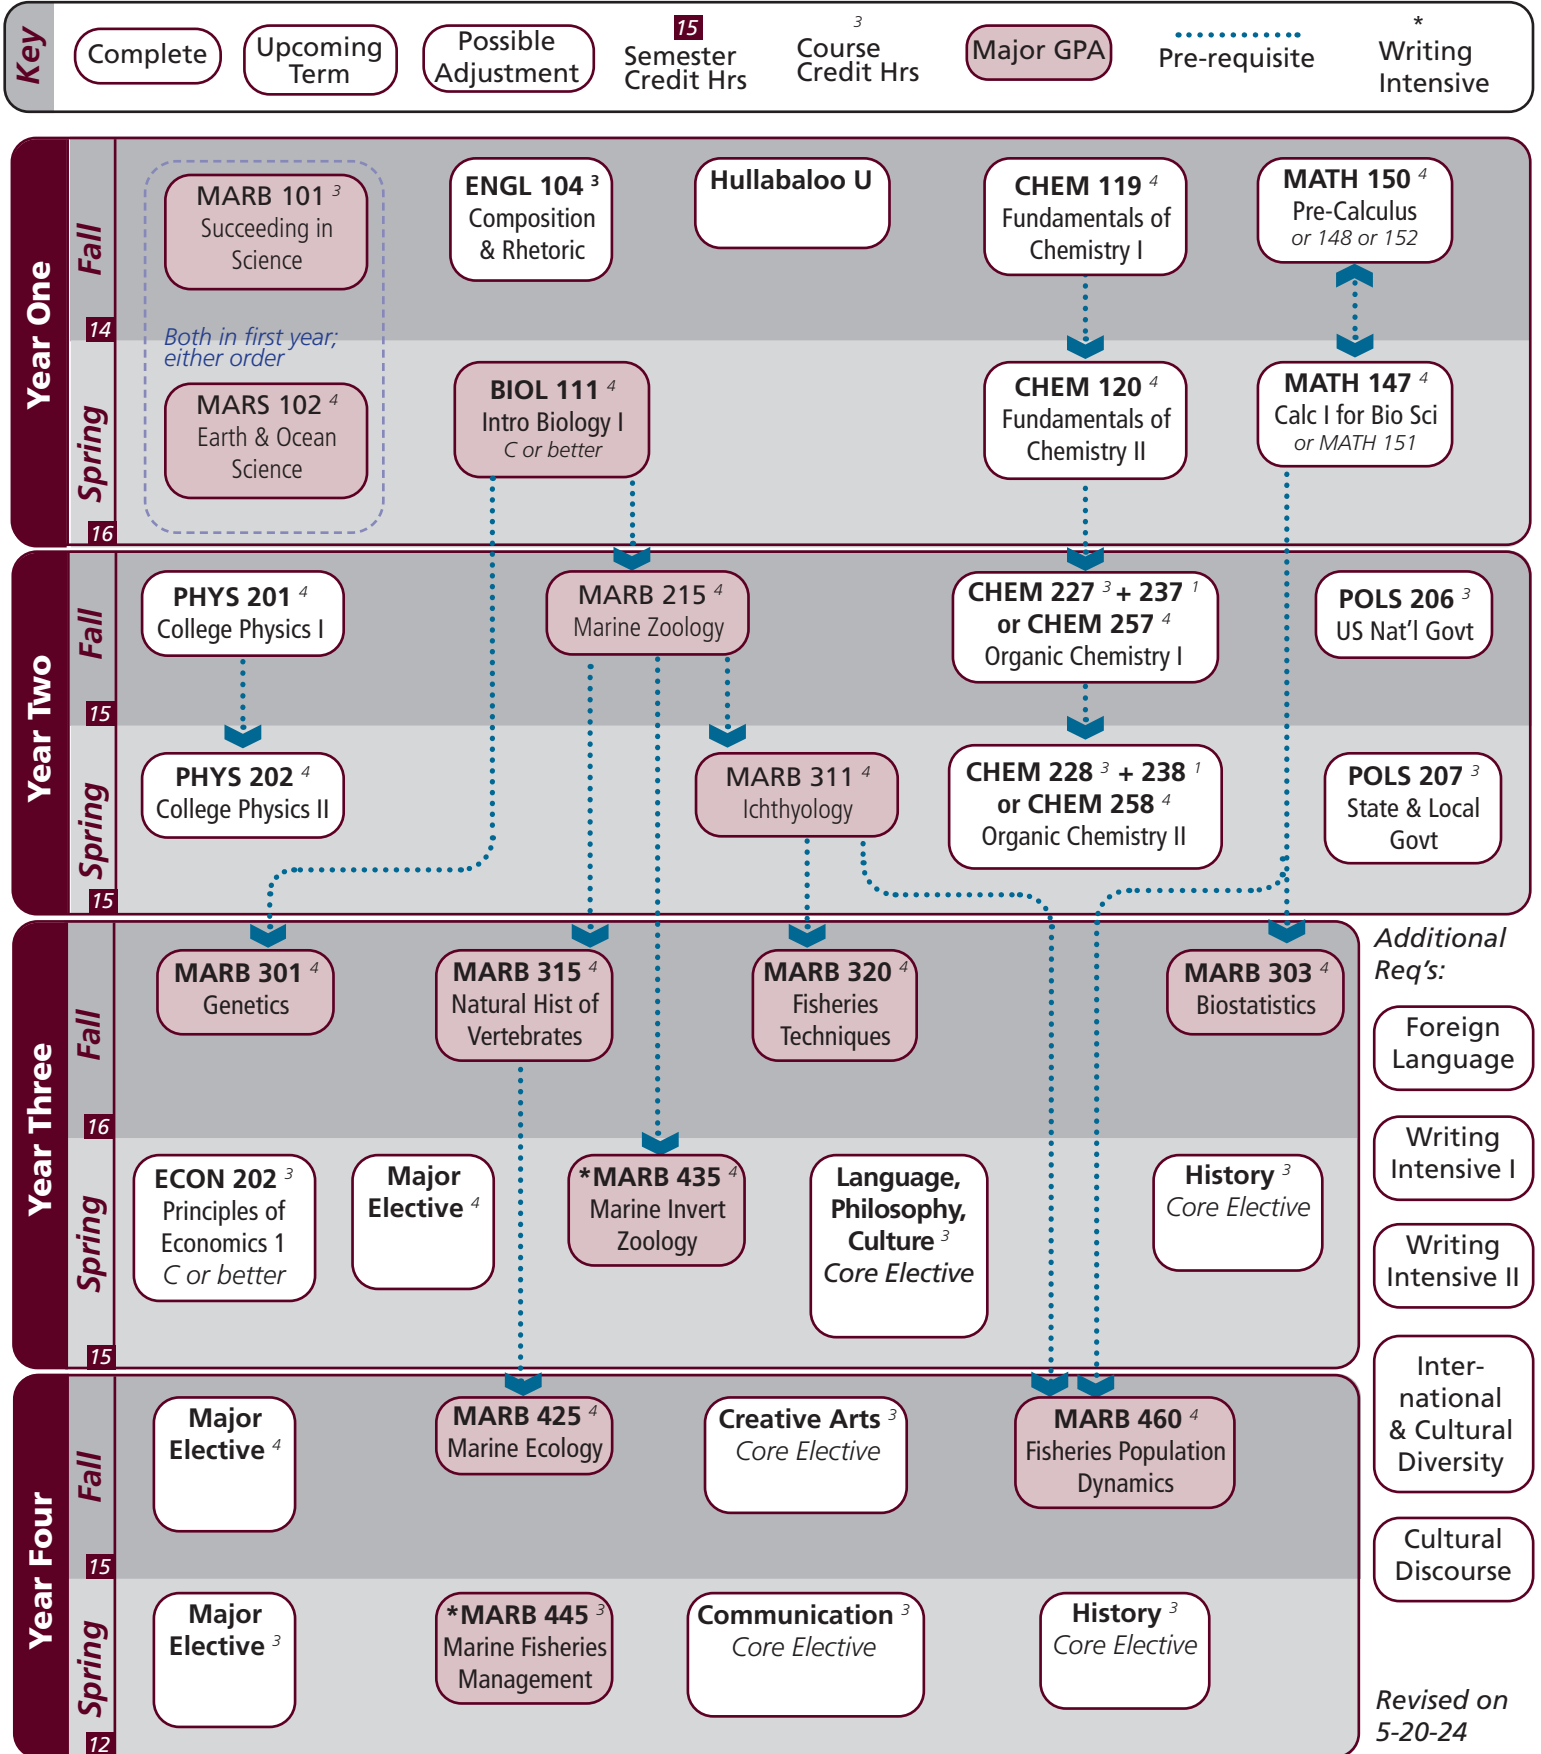 Key
Complete
Upcoming
Term
Possible
Adjustment
15
Semester
Credit Hrs
3
Course
Credit Hrs
Major GPA
Pre-requisite
*
Writing
Intensive
Year One
Fall
14
MARB 101 3
Succeeding in
Science
ENGL 104 3
Composition
& Rhetoric
Hullabaloo U
CHEM 119 4
Fundamentals of
Chemistry I
MATH 150 4
Pre-Calculus
or 148 or 152
Both in first year;
either order
Spring
16
MARS 102 4
Earth & Ocean
Science
BIOL 111 4
Intro Biology I
C or better
CHEM 120 4
Fundamentals of
Chemistry II
MATH 147 4
Calc I for Bio Sci
or MATH 151
Year Two
Fall
15
PHYS 201 4
College Physics I
MARB 215 4
Marine Zoology
CHEM 227 3 + 237 1
or CHEM 257 4
Organic Chemistry I
POLS 206 3
US Nat'l Govt
Spring
15
PHYS 202 4
College Physics II
MARB 311 4
Ichthyology
CHEM 228 3 + 238 1
or CHEM 258 4
Organic Chemistry II
POLS 207 3
State & Local
Govt
Year Three
Fall
16
MARB 301 4
Genetics
MARB 315 4
Natural Hist of
Vertebrates
MARB 320 4
Fisheries
Techniques
MARB 303 4
Biostatistics
Spring
15
ECON 202 3
Principles of
Economics 1
C or better
Major
Elective 4
*MARB 435 4
Marine Invert
Zoology
Language,
Philosophy,
Culture 3
Core Elective
History 3
Core Elective
Year Four
Fall
15
Major
Elective 4
MARB 425 4
Marine Ecology
Creative Arts 3
Core Elective
MARB 460 4
Fisheries Population
Dynamics
Spring
12
Major
Elective 3
*MARB 445 3
Marine Fisheries
Management
Communication 3
Core Elective
History 3
Core Elective
Additional
Req's:
Foreign
Language
Writing
Intensive I
Writing
Intensive II
Inter-
national
& Cultural
Diversity
Cultural
Discourse
Revised on
5-20-24